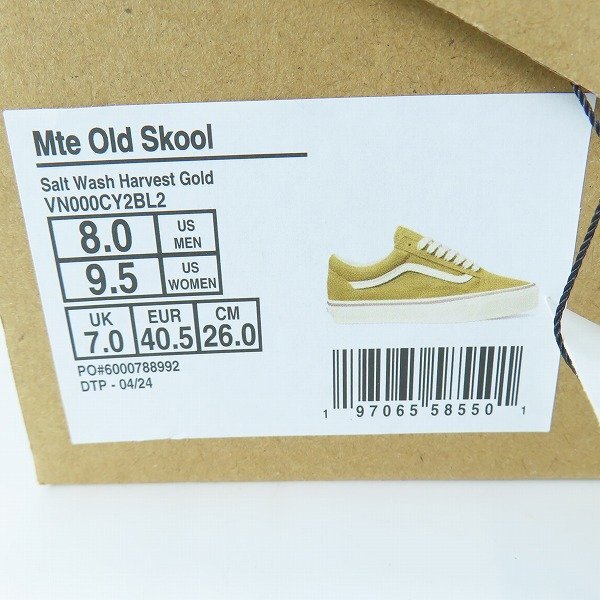 Mte Old Skool
Salt Wash Harvest Gold
VN000CY2BL2
8.0 US MEN
9.5 US WOMEN
UK 7.0 EUR 40.5 CM 26.0
PO#6000788992
DTP - 04/24
1 97065 58550 1